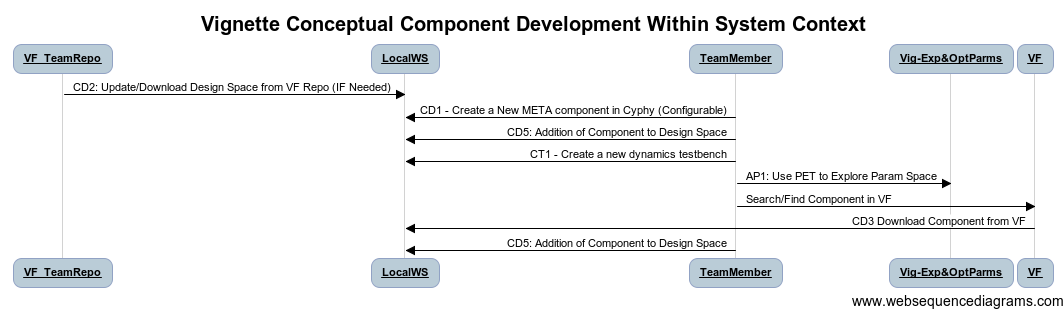 Vignette Conceptual Component Development Within System Context
VF_TeamRepo LocalWS TeamMember Vig-Exp&OptParms VF
CD2: Update/Download Design Space from VF Repo (IF Needed)
CD1 - Create a New META component in Cyphy (Configurable)
CD5: Addition of Component to Design Space
CT1 - Create a new dynamics testbench
AP1: Use PET to Explore Param Space
Search/Find Component in VF
CD3 Download Component from VF
CD5: Addition of Component to Design Space
VF_TeamRepo LocalWS TeamMember Vig-Exp&OptParms VF
www.websequencediagrams.com